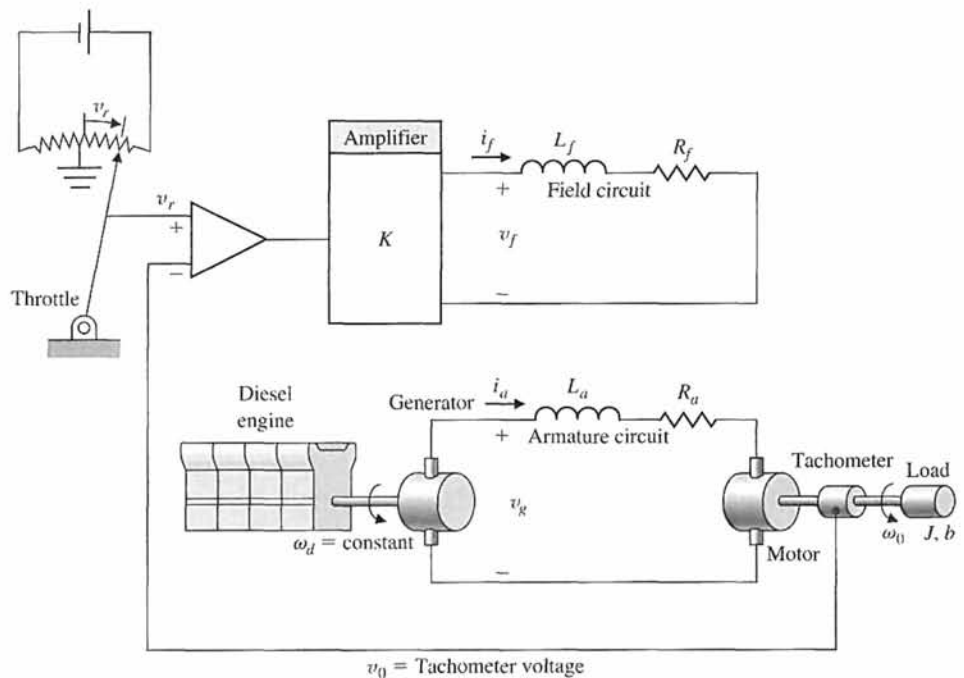 v_r
Amplifier
i_f
L_f
R_f
+
Field circuit
v_r
+
K
v_f
−
−
Throttle
Diesel
engine
Generator
i_a
L_a
R_a
+
Armature circuit
Tachometer
Load
v_g
ω_d = constant
ω_0
J, b
Motor
−
v_0 = Tachometer voltage